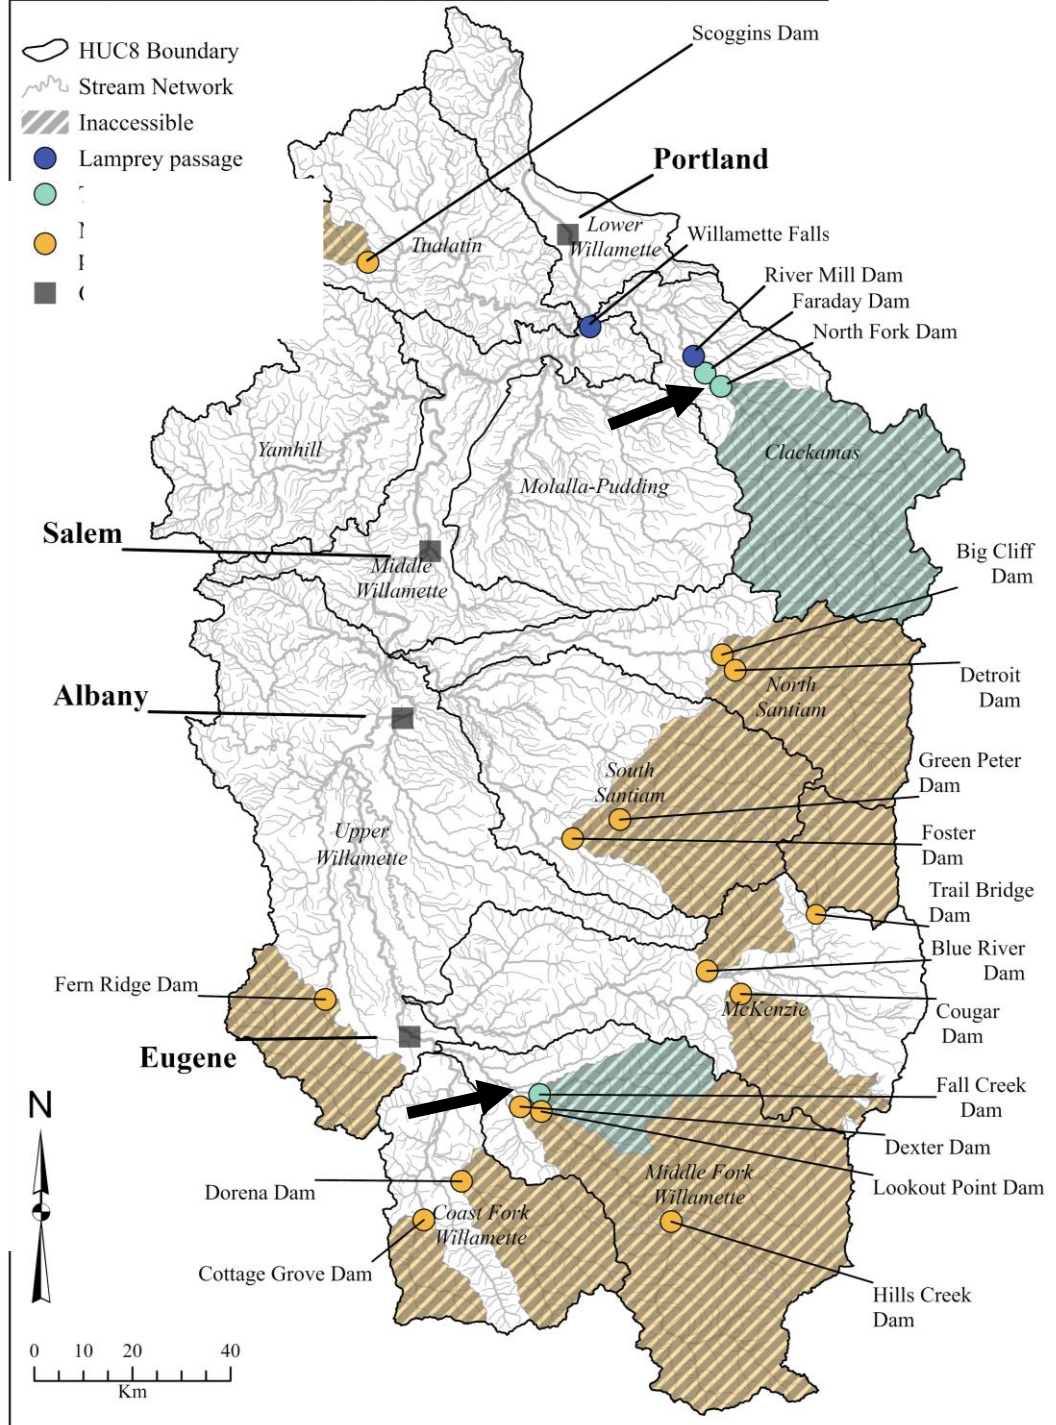 HUC8 Boundary
Stream Network
Inaccessible
Lamprey passage
Scoggins Dam
Portland
Lower
Willamette
Tualatin
Willamette Falls
River Mill Dam
Faraday Dam
North Fork Dam
Yamhill
Clackamas
Molalla-Pudding
Salem
Middle
Willamette
Big Cliff
Dam
Albany
North
Santiam
Detroit
Dam
South
Santiam
Green Peter
Dam
Upper
Willamette
Foster
Dam
Trail Bridge
Dam
Blue River
Dam
Fern Ridge Dam
McKenzie
Cougar
Dam
Eugene
Fall Creek
Dam
Dexter Dam
Lookout Point Dam
N
Middle Fork
Willamette
Dorena Dam
Coast Fork
Willamette
Cottage Grove Dam
Hills Creek
Dam
0 10 20 40
Km